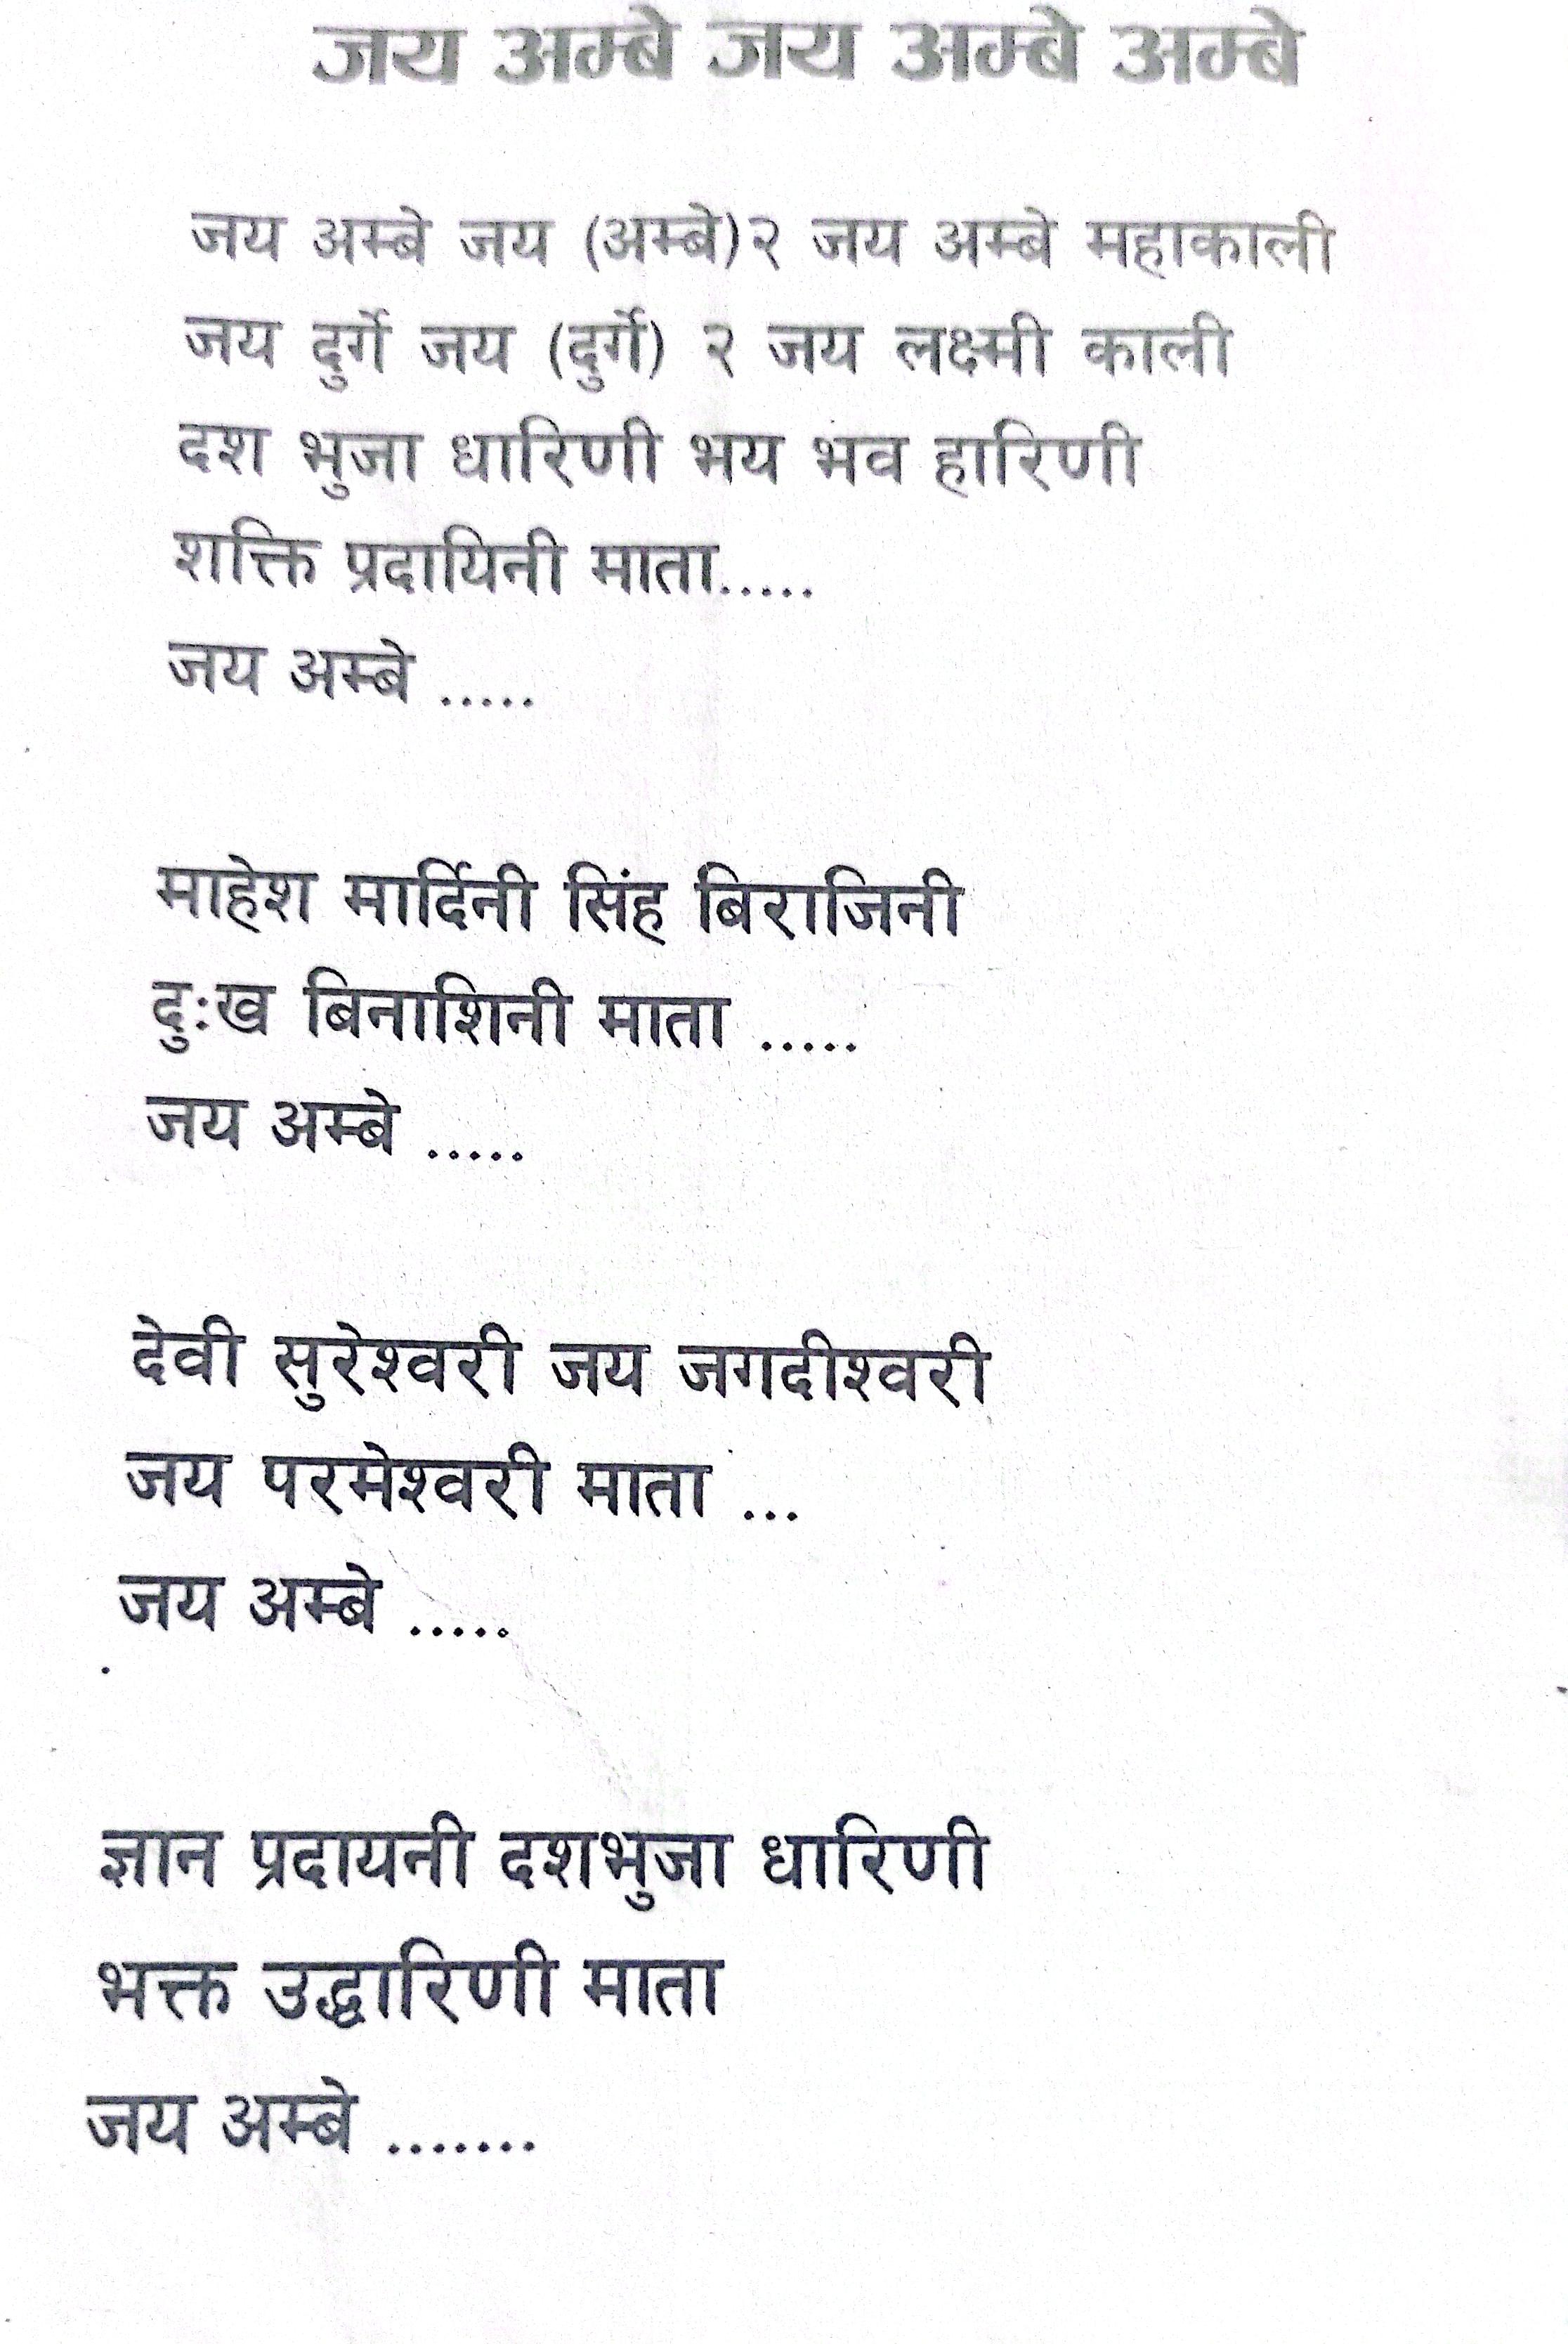 जय अम्बे जय अम्बे अम्बे
जय अम्बे जय (अम्बे)२ जय अम्बे महाकाली
जय दुर्गे जय (दुर्गे) २ जय लक्ष्मी काली
दश भुजा धारिणी भय भव हारिणी
शक्ति प्रदायिनी माता.....
जय अम्बे .....
माहेश मार्दिनी सिंह बिराजिनी
दुःख बिनाशिनी माता .....
जय अम्बे .....
देवी सुरेश्वरी जय जगदीश्वरी
जय परमेश्वरी माता ...
जय अम्बे .....
ज्ञान प्रदायनी दशभुजा धारिणी
भक्त उद्धारिणी माता
जय अम्बे .......